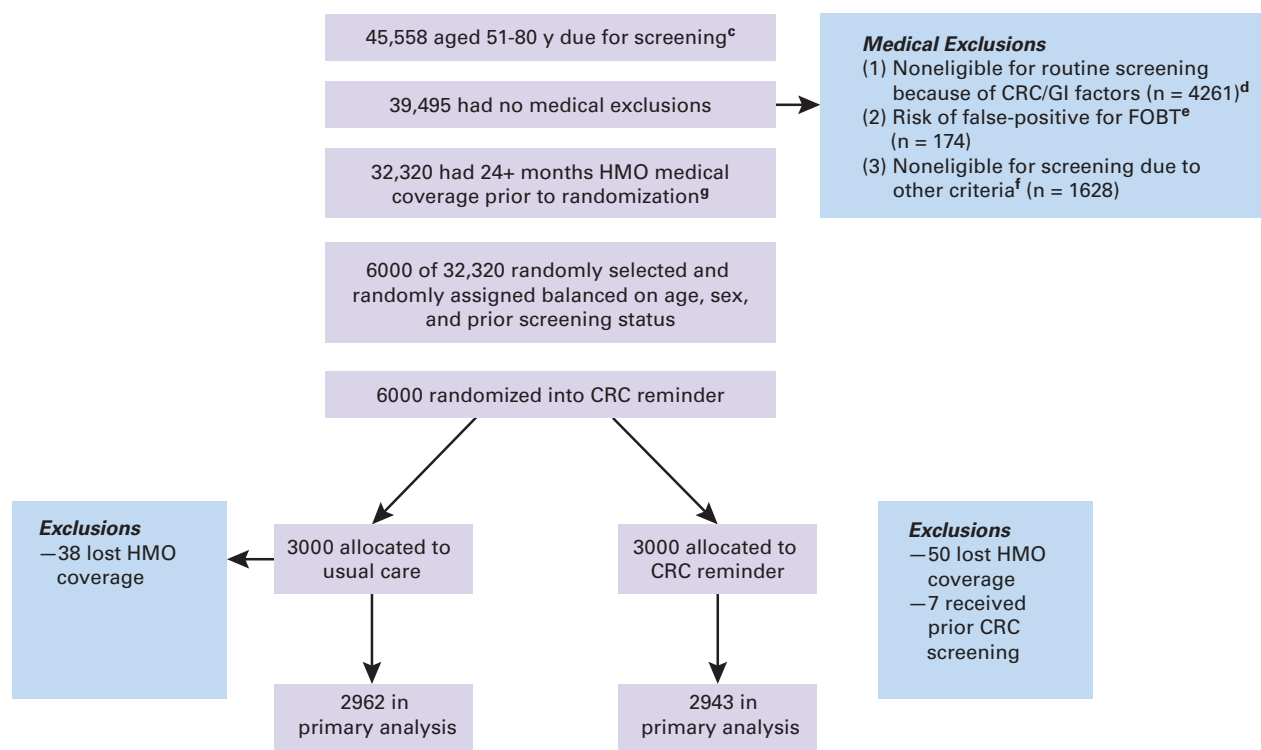 45,558 aged 51-80 y due for screeningc
39,495 had no medical exclusions
Medical Exclusions
(1) Noneligible for routine screening
because of CRC/GI factors (n = 4261)d
(2) Risk of false-positive for FOBTe
(n = 174)
(3) Noneligible for screening due to
other criteriaf (n = 1628)
32,320 had 24+ months HMO medical
coverage prior to randomizationg
6000 of 32,320 randomly selected and
randomly assigned balanced on age, sex,
and prior screening status
6000 randomized into CRC reminder
Exclusions
—38 lost HMO
coverage
3000 allocated to
usual care
3000 allocated to
CRC reminder
Exclusions
—50 lost HMO
coverage
—7 received
prior CRC
screening
2962 in
primary analysis
2943 in
primary analysis